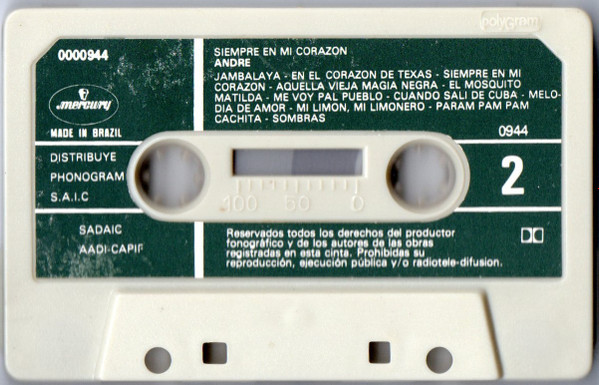 polygram
0000944
SIEMPRE EN MI CORAZON
ANDRE
JAMBALAYA - EN EL CORAZON DE TEXAS - SIEMPRE EN MI
CORAZON - AQUELLA VIEJA MAGIA NEGRA - EL MOSQUITO
MATILDA - ME VOY PAL PUEBLO - CUANDO SALI DE CUBA - MELO-
DIA DE AMOR - MI LIMON, MI LIMONERO - PARAM PAM PAM
CACHITA - SOMBRAS
mercury
MADE IN BRAZIL
0944
DISTRIBUYE
PHONOGRAM
S.A.I.C
2
100 50 0
SADAIC
AADI-CAPIF
Reservados todos los derechos del productor
fonográfico y de los autores de las obras
registradas en esta cinta. Prohibidas su
reproducción, ejecución pública y/o radiotele-difusion.